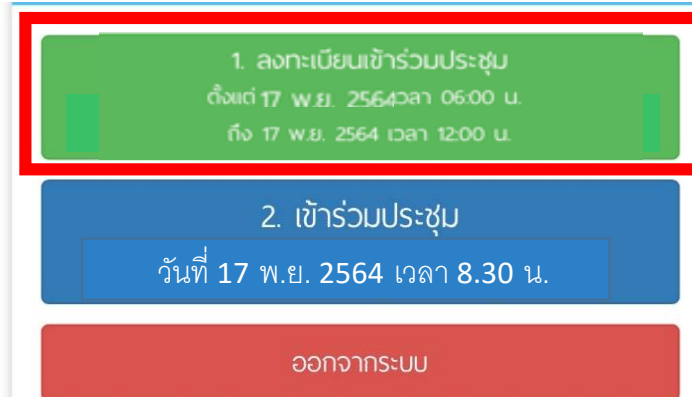 1. ลงทะเบียนเข้าร่วมประชุม
ตั้งแต่ 17 พ.ย. 2564วลา 06:00 น.
ถึง 17 พ.ย. 2564 เวลา 12:00 น.
2. เข้าร่วมประชุม
วันที่ 17 พ.ย. 2564 เวลา 8.30 น.
ออกจากระบบ